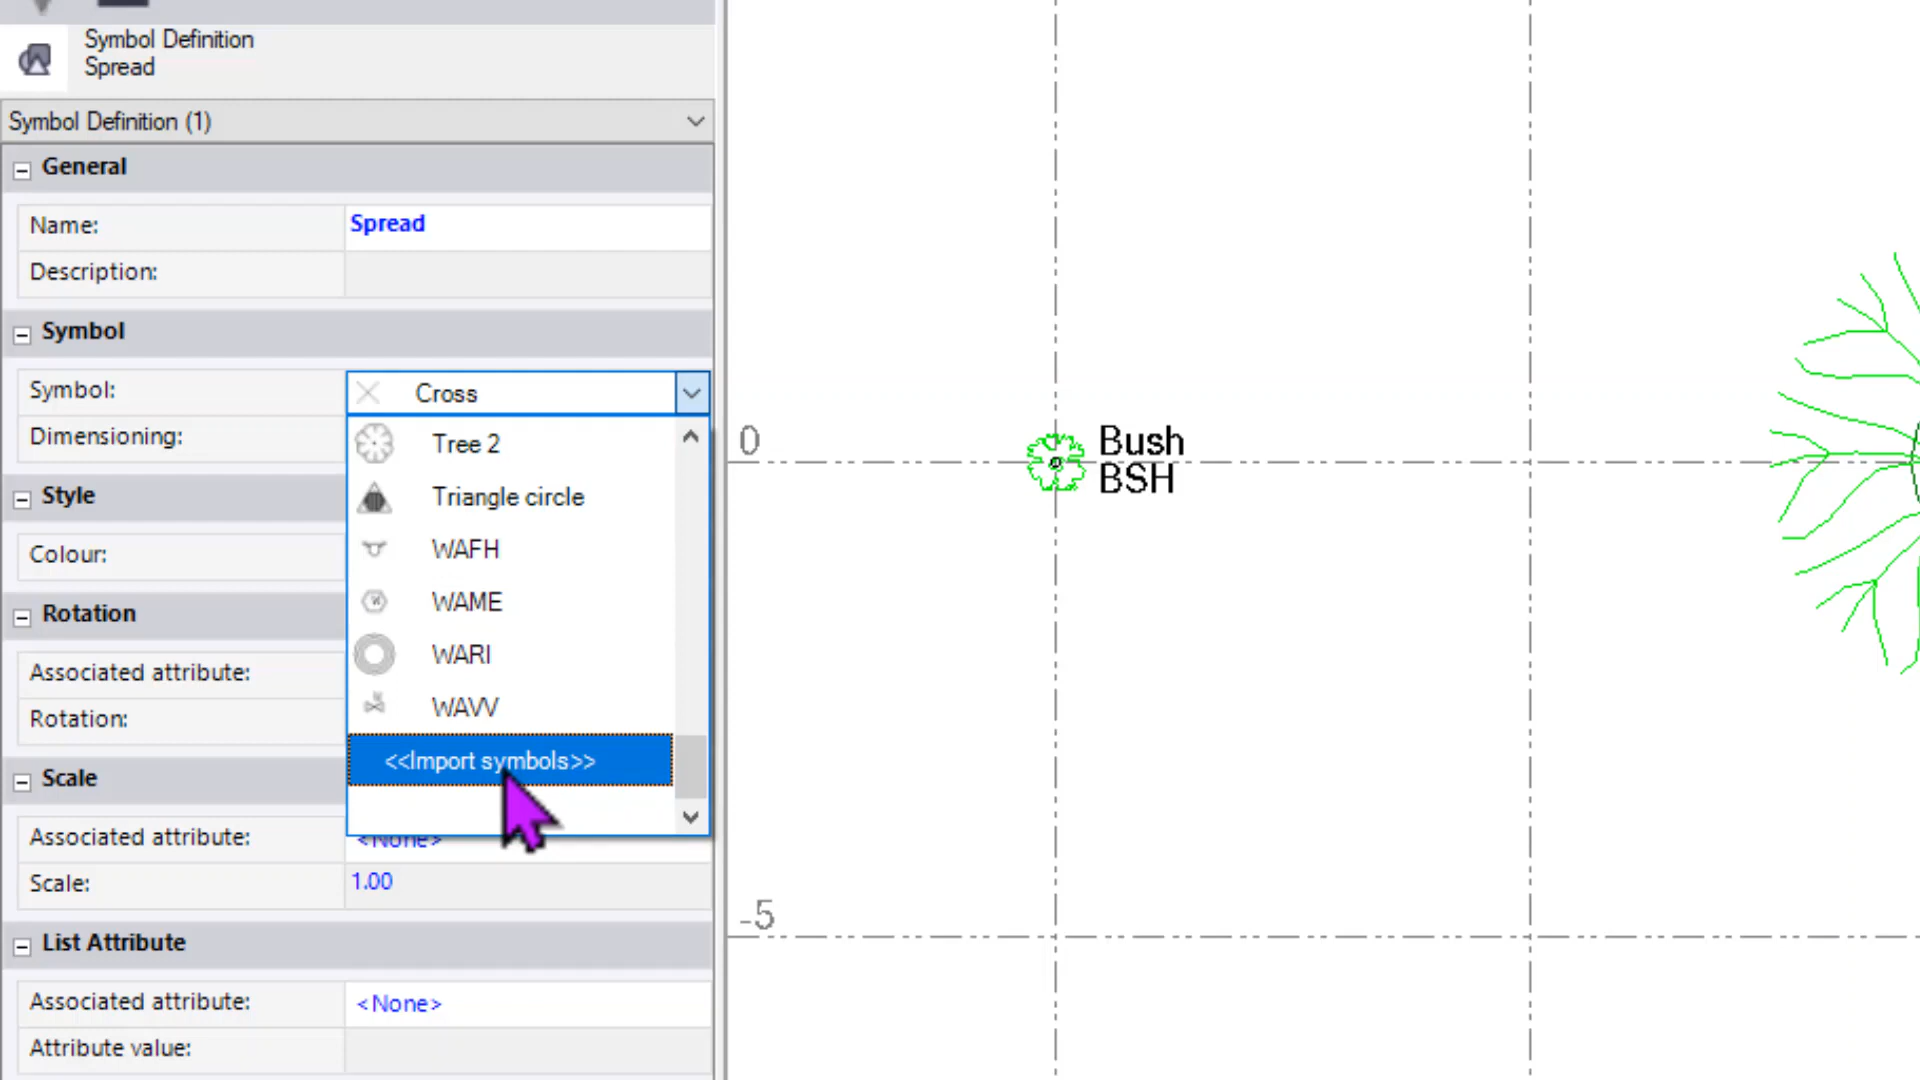 Symbol Definition
Spread
Symbol Definition (1)
General
Name: Spread
Description:
Symbol
Symbol: Cross
Dimensioning:
Tree 2
Triangle circle
WAFH
WAME
WARI
WAVV
<<Import symbols>>
Style
Colour:
Rotation
Associated attribute:
Rotation:
Scale
Associated attribute: <None>
Scale: 1.00
List Attribute
Associated attribute: <None>
Attribute value:
0
Bush
BSH
-5